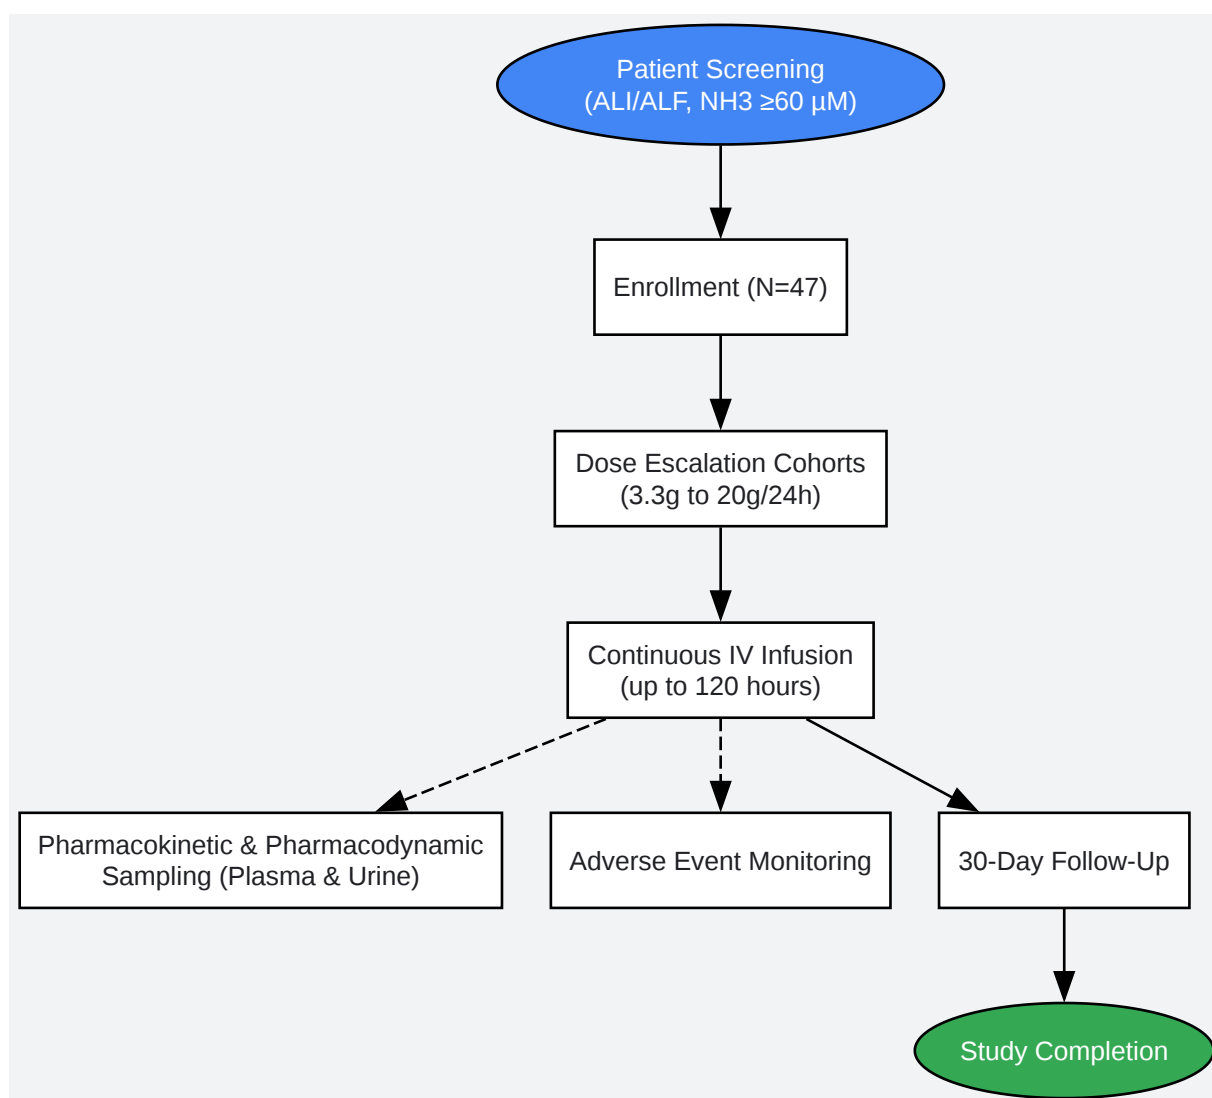 Patient Screening
(ALI/ALF, NH3 ≥60 µM)
Enrollment (N=47)
Dose Escalation Cohorts
(3.3g to 20g/24h)
Continuous IV Infusion
(up to 120 hours)
Pharmacokinetic & Pharmacodynamic
Sampling (Plasma & Urine)
Adverse Event Monitoring
30-Day Follow-Up
Study Completion